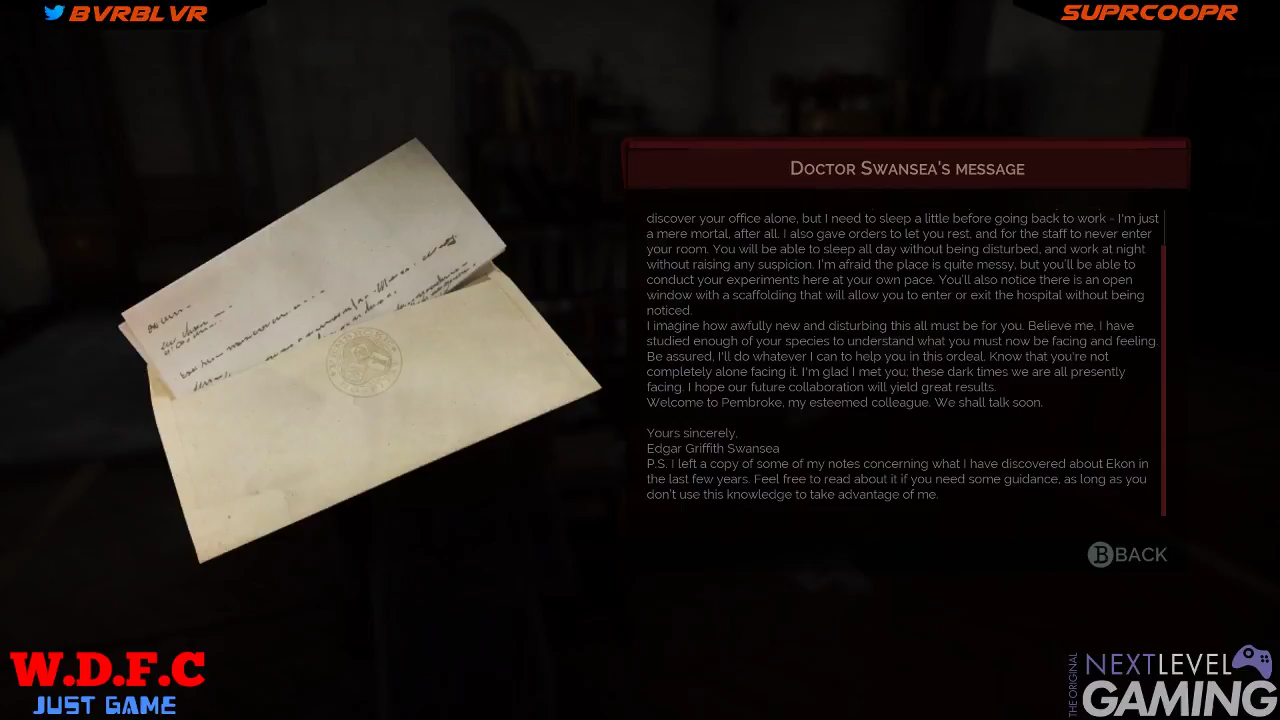 BVRBLVR
SUPRCOOPR
DOCTOR SWANSEA'S MESSAGE
discover your office alone, but I need to sleep a little before going back to work - I'm just
a mere mortal, after all. I also gave orders to let you rest, and for the staff to never enter
your room. You will be able to sleep all day without being disturbed, and work at night
without raising any suspicion. I'm afraid the place is quite messy, but you'll be able to
conduct your experiments here at your own pace. You'll also notice there is an open
window with a scaffolding that will allow you to enter or exit the hospital without being
noticed.
I imagine how awfully new and disturbing this all must be for you. Believe me, I have
studied enough of your species to understand what you must now be facing and feeling.
Be assured, I'll do whatever I can to help you in this ordeal. Know that you're not
completely alone facing it. I'm glad I met you; these dark times we are all presently
facing. I hope our future collaboration will yield great results.
Welcome to Pembroke, my esteemed colleague. We shall talk soon.
Yours sincerely,
Edgar Griffith Swansea
P.S. I left a copy of some of my notes concerning what I have discovered about Ekon in
the last few years. Feel free to read about it if you need some guidance, as long as you
don't use this knowledge to take advantage of me.
B BACK
W.D.F.C
JUST GAME
THE ORIGINAL
NEXTLEVEL
GAMING